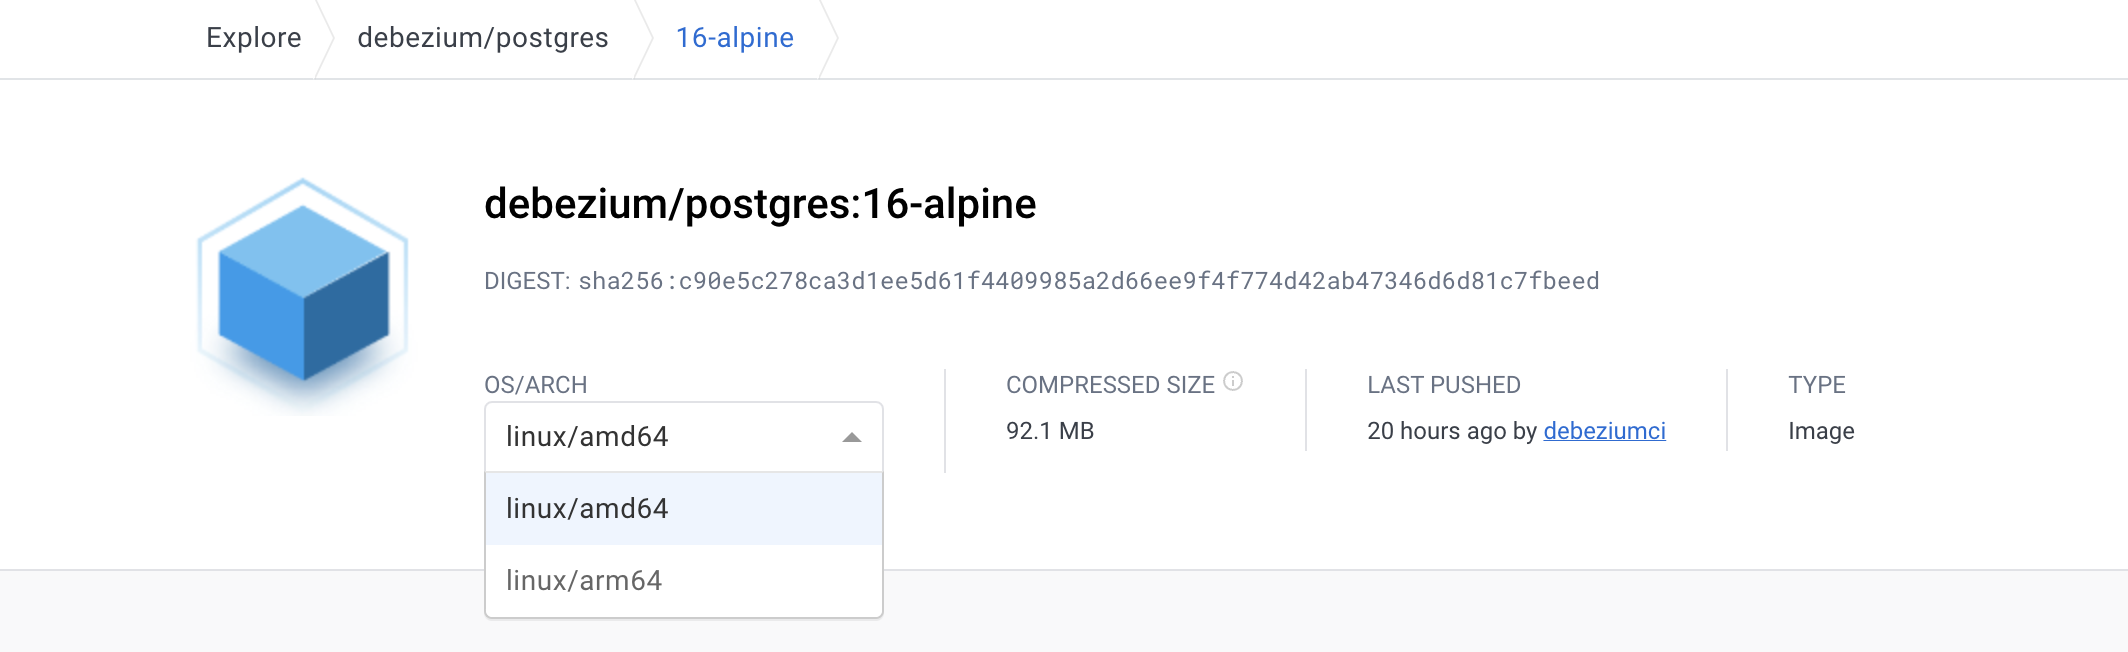 Explore debezium/postgres 16-alpine
debezium/postgres:16-alpine
DIGEST: sha256:c90e5c278ca3d1ee5d61f4409985a2d66ee9f4f774d42ab47346d6d81c7fbeed
OS/ARCH
linux/amd64
linux/amd64
linux/arm64
COMPRESSED SIZE
92.1 MB
LAST PUSHED
20 hours ago by debeziumci
TYPE
Image